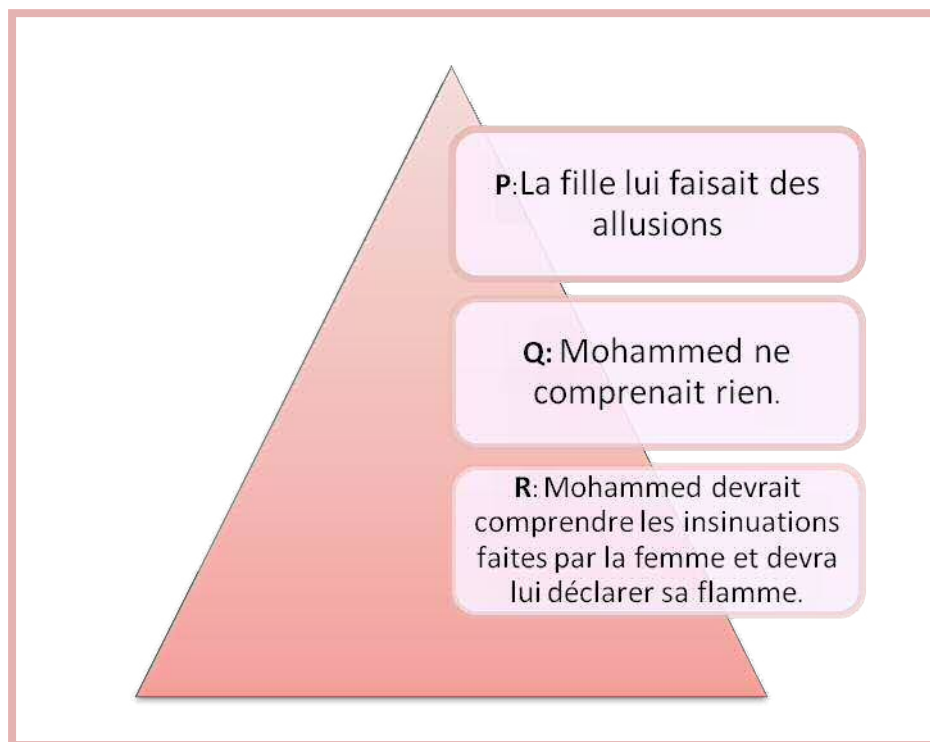 P:La fille lui faisait des
allusions
Q: Mohammed ne
comprenait rien.
R: Mohammed devrait
comprendre les insinuations
faites par la femme et devra
lui déclarer sa flamme.